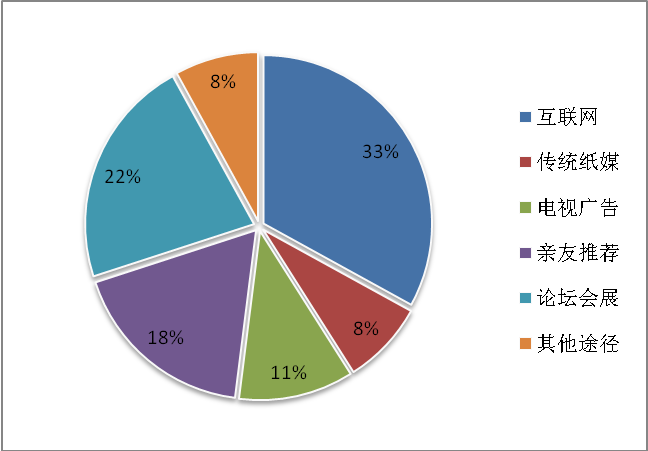 33%
8%
11%
18%
22%
8%
互联网
传统纸媒
电视广告
亲友推荐
论坛会展
其他途径